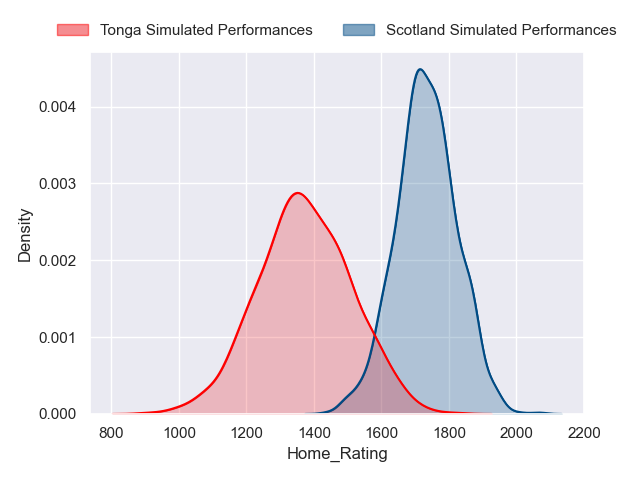 Tonga Simulated Performances Scotland Simulated Performances
0.004
0.003
0.002
0.001
0.000
Density
800 1000 1200 1400 1600 1800 2000 2200
Home_Rating